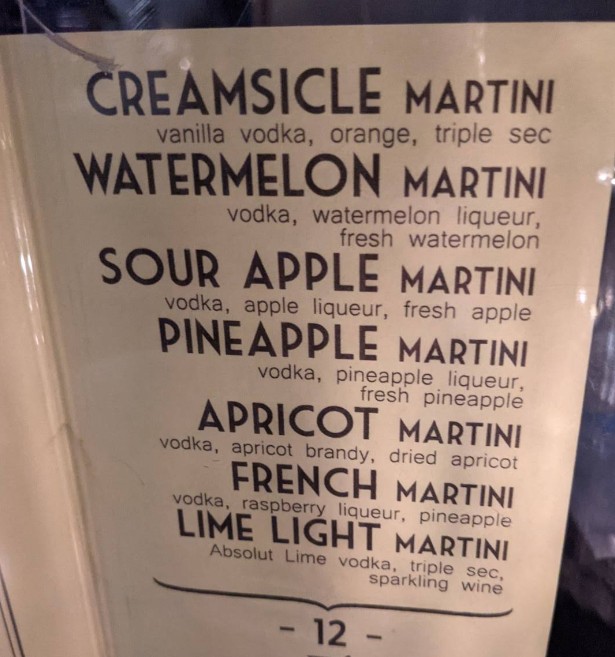 CREAMSICLE MARTINI
vanilla vodka, orange, triple sec
WATERMELON MARTINI
vodka, watermelon liqueur,
fresh watermelon
SOUR APPLE MARTINI
vodka, apple liqueur, fresh apple
PINEAPPLE MARTINI
vodka, pineapple liqueur,
fresh pineapple
APRICOT MARTINI
vodka, apricot brandy, dried apricot
FRENCH MARTINI
vodka, raspberry liqueur, pineapple
LIME LIGHT MARTINI
Absolut Lime vodka, triple sec,
sparkling wine
- 12 -